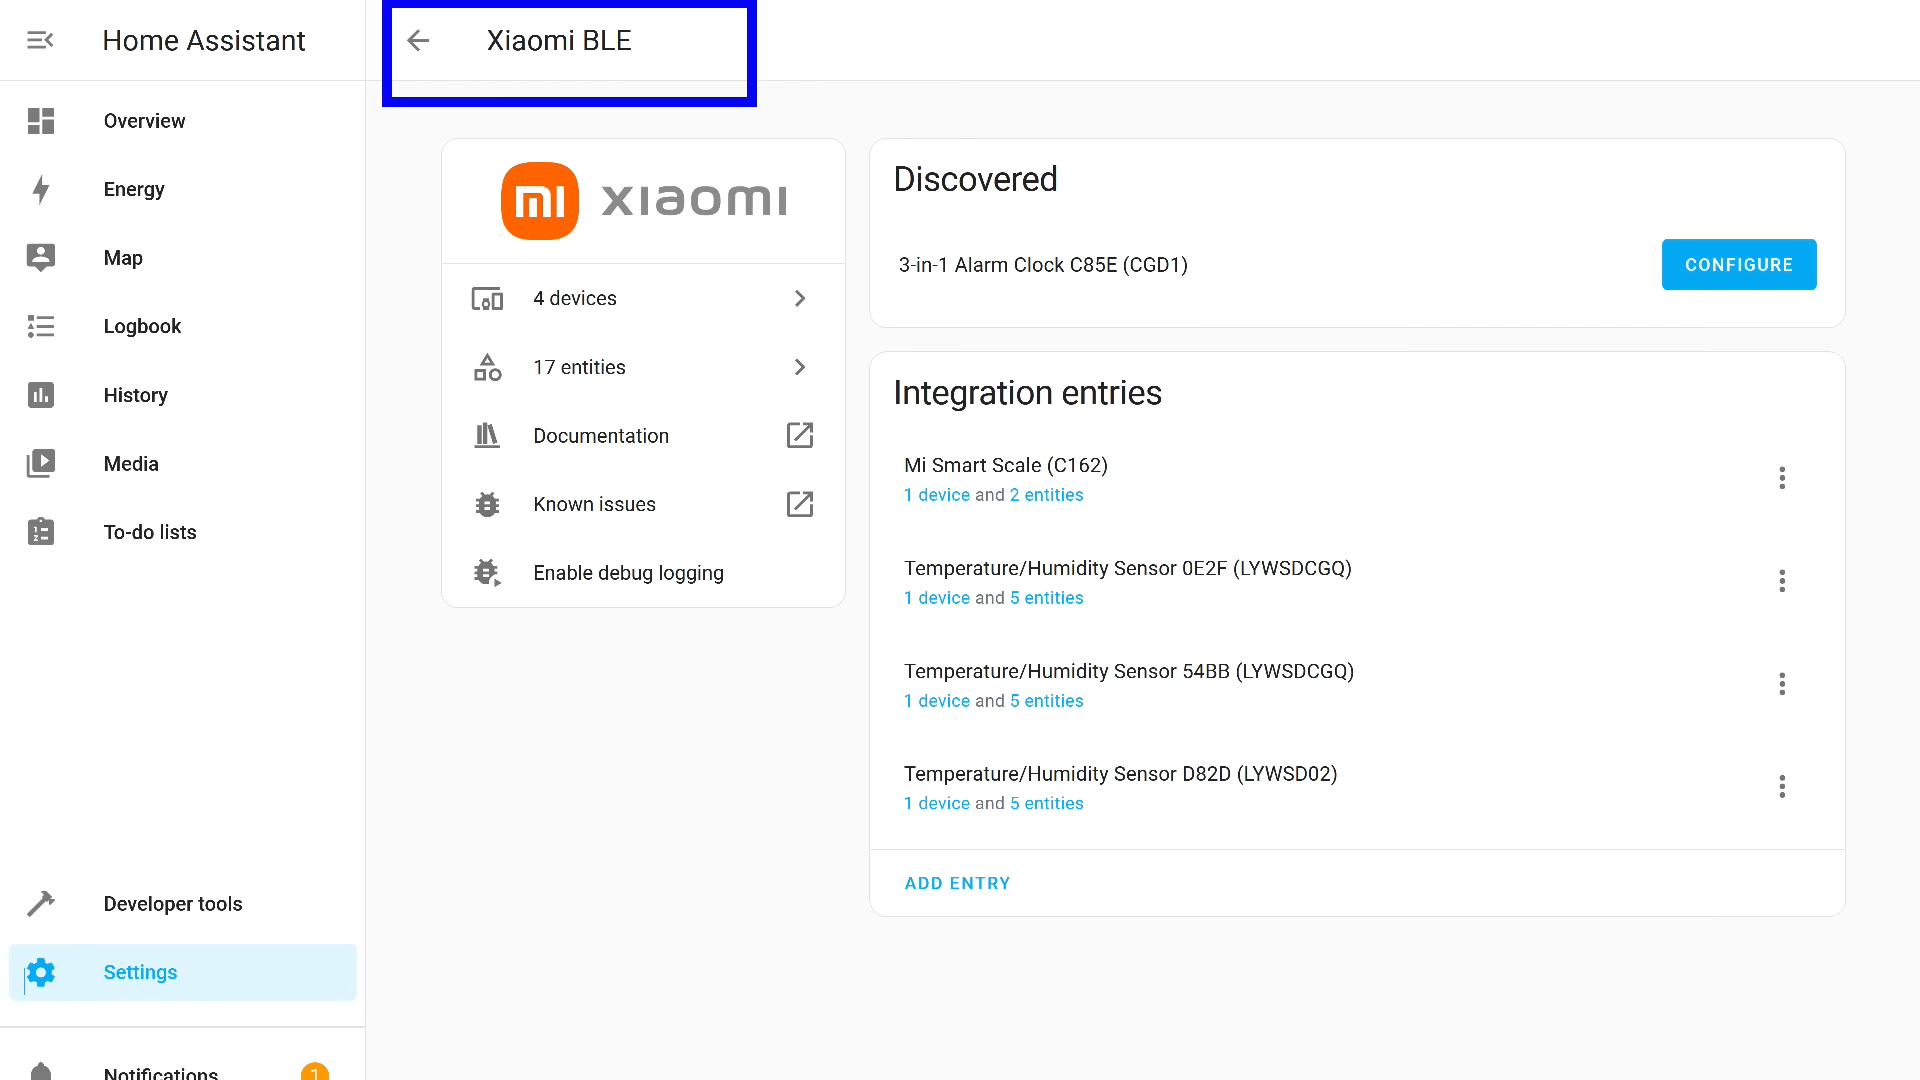 Home Assistant
Xiaomi BLE
Overview
Energy
Map
Logbook
History
Media
To-do lists
Developer tools
Settings
Notifications
1
mi xiaomi
4 devices
17 entities
Documentation
Known issues
Enable debug logging
Discovered
3-in-1 Alarm Clock C85E (CGD1)
CONFIGURE
Integration entries
Mi Smart Scale (C162)
1 device and 2 entities
Temperature/Humidity Sensor 0E2F (LYWSDCGQ)
1 device and 5 entities
Temperature/Humidity Sensor 54BB (LYWSDCGQ)
1 device and 5 entities
Temperature/Humidity Sensor D82D (LYWSD02)
1 device and 5 entities
ADD ENTRY